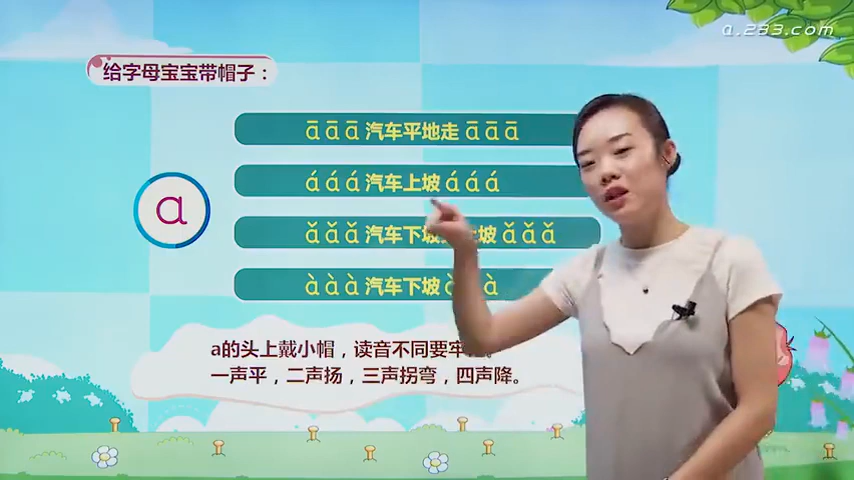 a.233.com
给字母宝宝带帽子：
ā ā ā 汽车平地走 ā ā ā
á á á 汽车上坡 á á á
a
ǎ ǎ ǎ 汽车下坡 坡 ǎ ǎ ǎ
à à à 汽车下坡 à à
a的头上戴小帽，读音不同要牢
一声平，二声扬，三声拐弯，四声降。